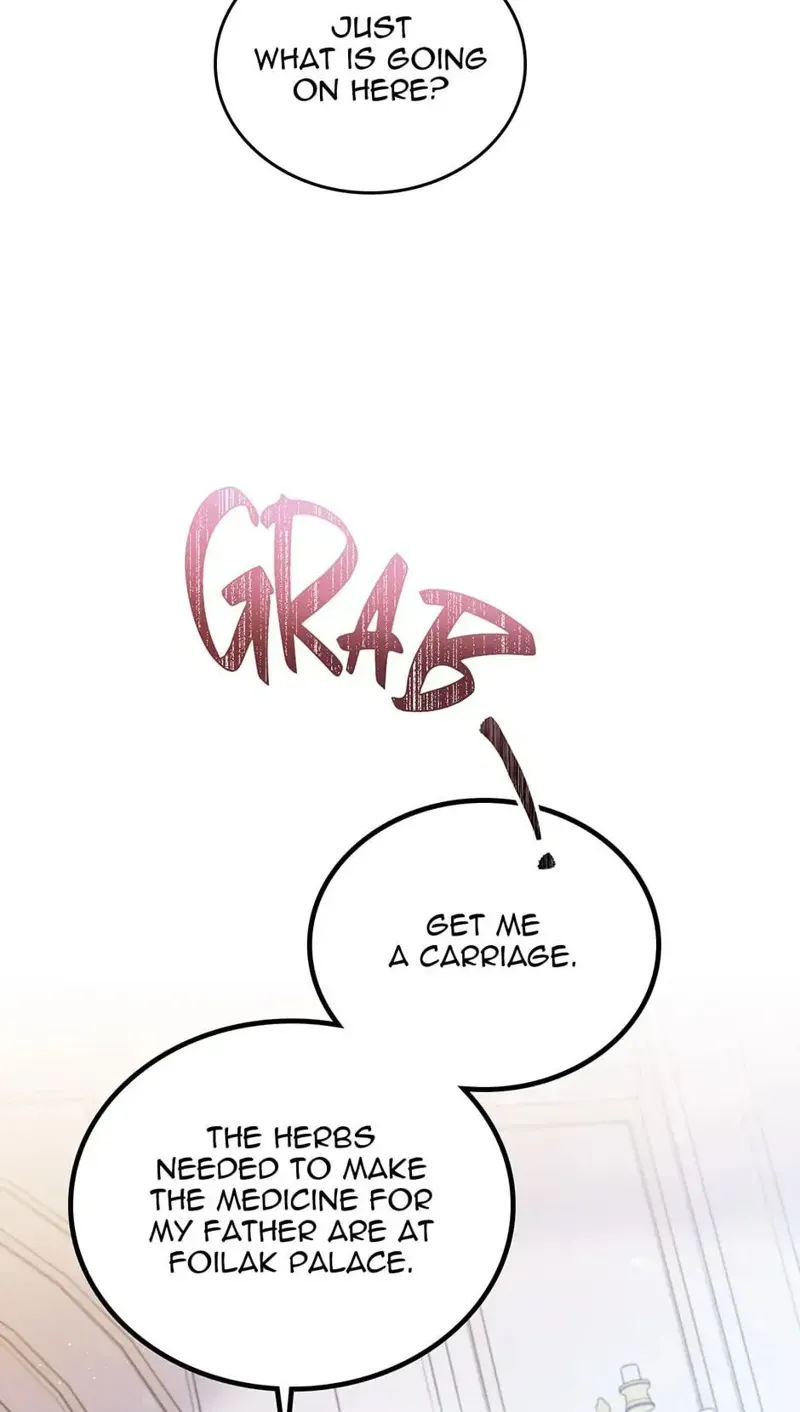 JUST
WHAT IS GOING
ON HERE?
GRAB
GET ME
A CARRIAGE.
THE HERBS
NEEDED TO MAKE
THE MEDICINE FOR
MY FATHER ARE AT
FOILAK PALACE.